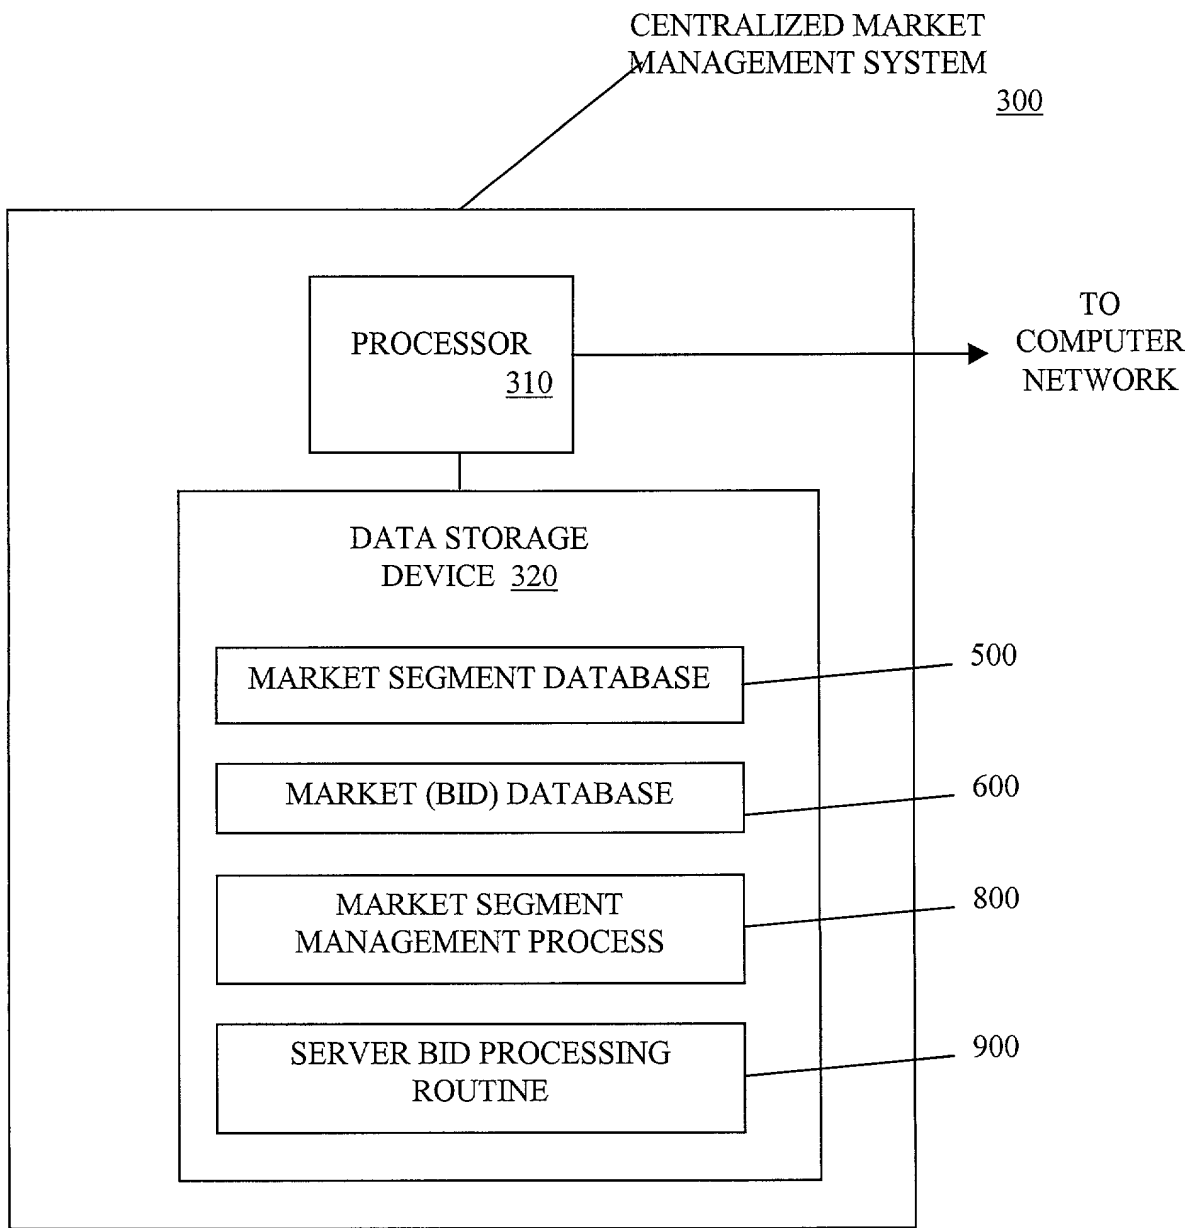 CENTRALIZED MARKET
MANAGEMENT SYSTEM
300
PROCESSOR
310
TO
COMPUTER
NETWORK
DATA STORAGE
DEVICE 320
MARKET SEGMENT DATABASE
500
MARKET (BID) DATABASE
600
MARKET SEGMENT
MANAGEMENT PROCESS
800
SERVER BID PROCESSING
ROUTINE
900